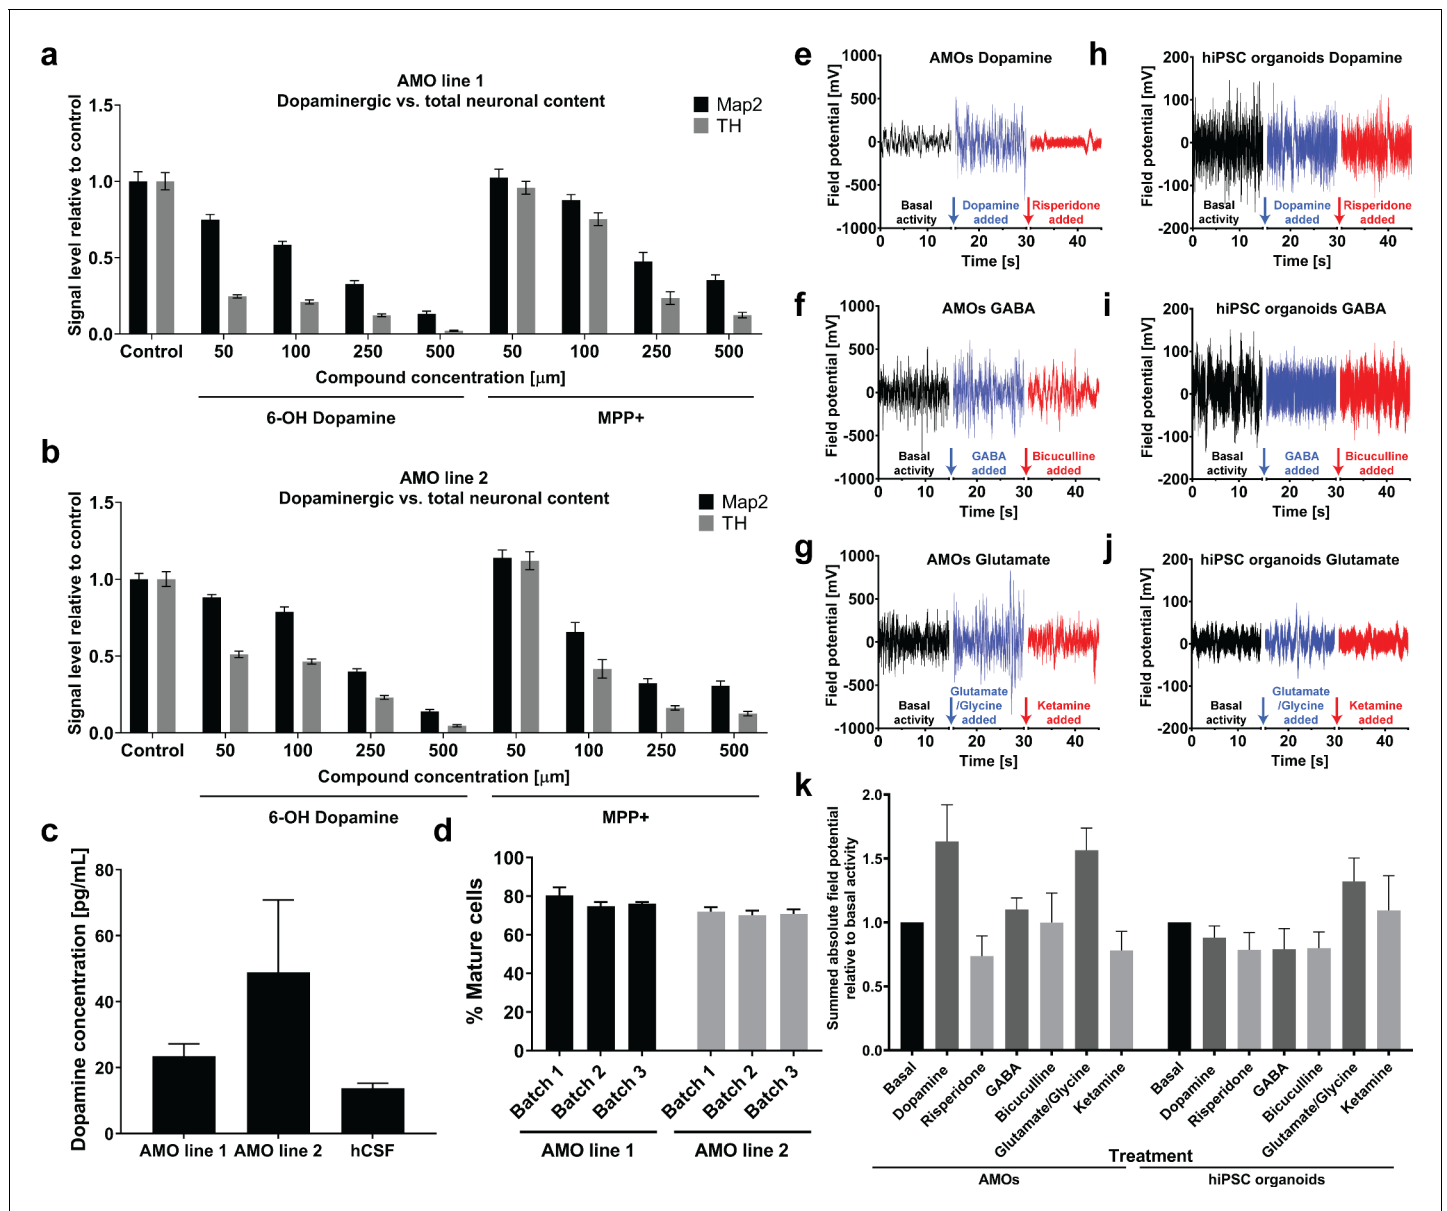 a
AMO line 1
Dopaminergic vs. total neuronal content
Map2
TH
Signal level relative to control
1.5
1.0
0.5
0.0
Control 50 100 250 500 50 100 250 500
Compound concentration [μm]
6-OH Dopamine MPP+
b
AMO line 2
Dopaminergic vs. total neuronal content
Map2
TH
Signal level relative to control
1.5
1.0
0.5
0.0
Control 50 100 250 500 50 100 250 500
Compound concentration [μm]
6-OH Dopamine MPP+
c
Dopamine concentration [pg/mL]
80
60
40
20
0
AMO line 1 AMO line 2 hCSF
d
% Mature cells
100
80
60
40
20
0
Batch 1 Batch 2 Batch 3 Batch 1 Batch 2 Batch 3
AMO line 1 AMO line 2
e
AMOs Dopamine
Field potential [mV]
1000
500
0
-500
-1000
Basal activity
Dopamine added
Risperidone added
0 10 20 30 40
Time [s]
h
hiPSC organoids Dopamine
Field potential [mV]
200
100
0
-100
-200
Basal activity
Dopamine added
Risperidone added
0 10 20 30 40
Time [s]
f
AMOs GABA
Field potential [mV]
1000
500
0
-500
-1000
Basal activity
GABA added
Bicuculline added
0 10 20 30 40
Time [s]
i
hiPSC organoids GABA
Field potential [mV]
200
100
0
-100
-200
Basal activity
GABA added
Bicuculline added
0 10 20 30 40
Time [s]
g
AMOs Glutamate
Field potential [mV]
1000
500
0
-500
-1000
Basal activity
Glutamate /Glycine added
Ketamine added
0 10 20 30 40
Time [s]
j
hiPSC organoids Glutamate
Field potential [mV]
200
100
0
-100
-200
Basal activity
Glutamate /Glycine added
Ketamine added
0 10 20 30 40
Time [s]
k
Summed absolute field potential
relative to basal activity
2.0
1.5
1.0
0.5
0.0
Basal Dopamine Risperidone GABA Bicuculline Glutamate/Glycine Ketamine Basal Dopamine Risperidone GABA Bicuculline Glutamate/Glycine Ketamine
Treatment
AMOs hiPSC organoids